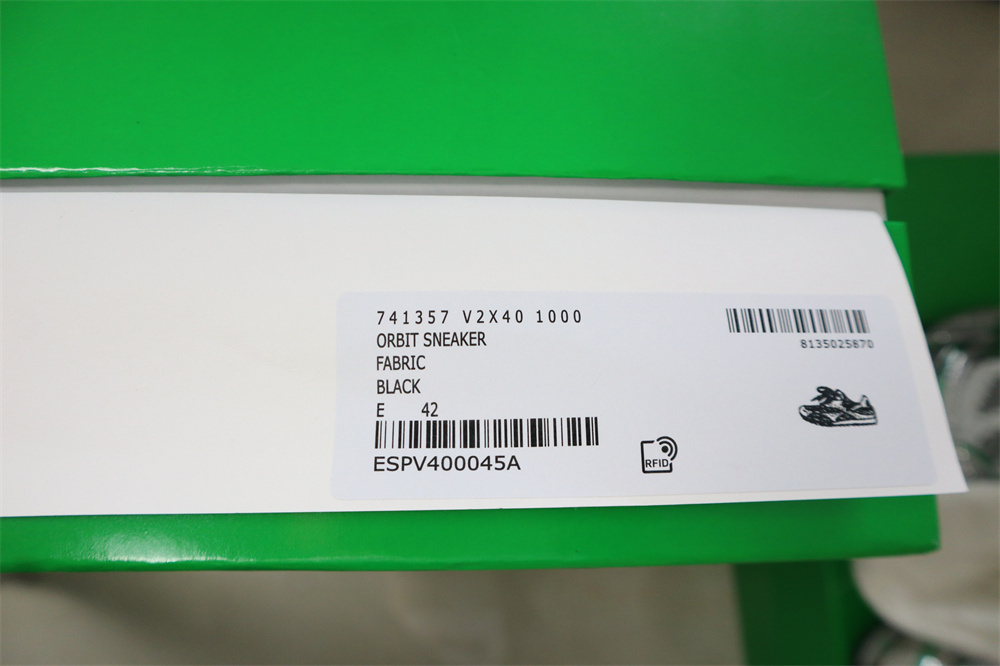 741357 V2X40 1000
ORBIT SNEAKER
FABRIC
BLACK
E 42
ESPV400045A
8135025870
RFID